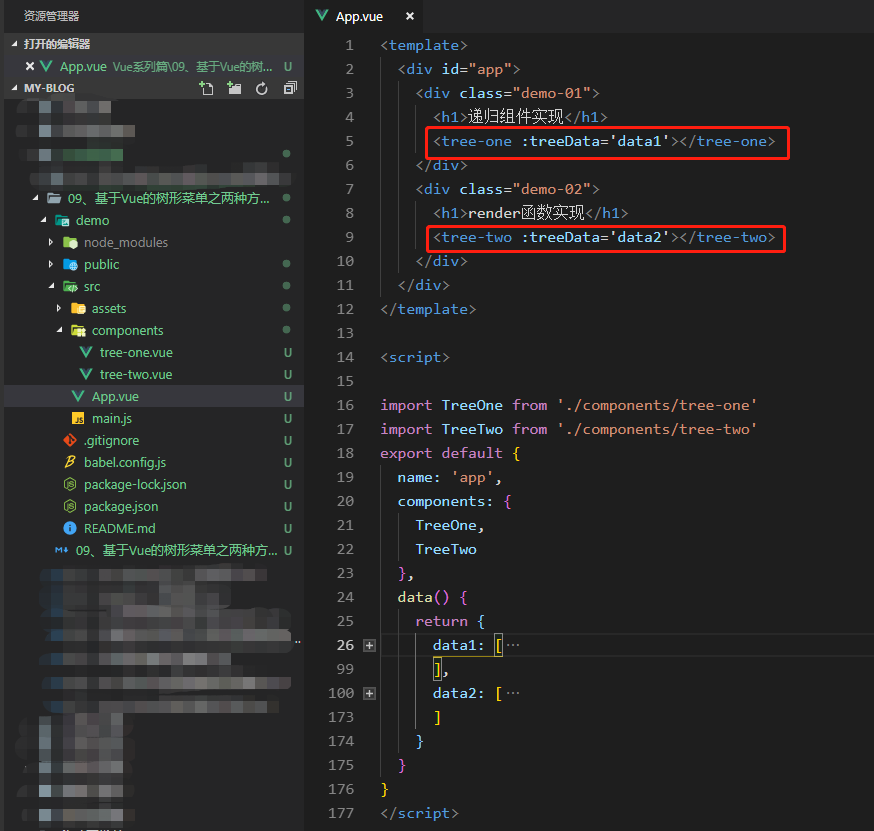 资源管理器
打开的编辑器
App.vue Vue系列篇\09、基于Vue的树... U
MY-BLOG
09、基于Vue的树形菜单之两种方...
demo
node_modules
public
src
assets
components
tree-one.vue U
tree-two.vue U
App.vue U
JS main.js U
.gitignore U
babel.config.js U
package-lock.json U
package.json U
README.md U
M↓ 09、基于Vue的树形菜单之两种方... U
App.vue ×
1 <template>
2 <div id="app">
3 <div class="demo-01">
4 <h1>递归组件实现</h1>
5 <tree-one :treeData='data1'></tree-one>
6 </div>
7 <div class="demo-02">
8 <h1>render函数实现</h1>
9 <tree-two :treeData='data2'></tree-two>
10 </div>
11 </div>
12 </template>
13
14 <script>
15
16 import TreeOne from './components/tree-one'
17 import TreeTwo from './components/tree-two'
18 export default {
19 name: 'app',
20 components: {
21 TreeOne,
22 TreeTwo
23 },
24 data() {
25 return {
26 data1: [ ···
99 ],
100 data2: [ ···
173 ]
174 }
175 }
176 }
177 </script>